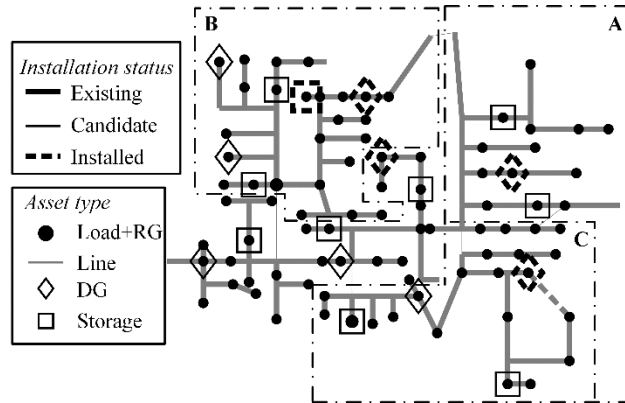 B
A
Installation status
Existing
Candidate
Installed
Asset type
Load+RG
Line
DG
Storage
C